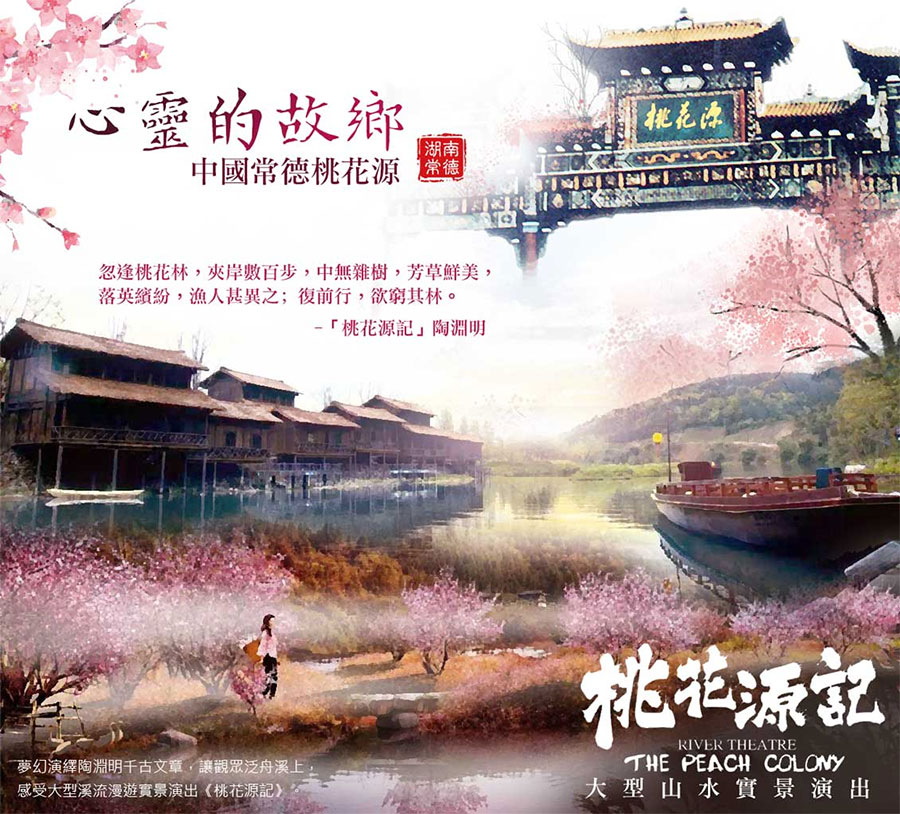 心靈的故鄉
中國常德桃花源
湖南
常德
桃花源
忽逢桃花林，夾岸數百步，中無雜樹，芳草鮮美，
落英繽紛，漁人甚異之；復前行，欲窮其林。
-「桃花源記」陶淵明
桃花源記
RIVER THEATRE
THE PEACH COLONY
大型山水實景演出
夢幻演繹陶淵明千古文章，讓觀眾泛舟溪上，
感受大型溪流漫遊實景演出《桃花源記》。